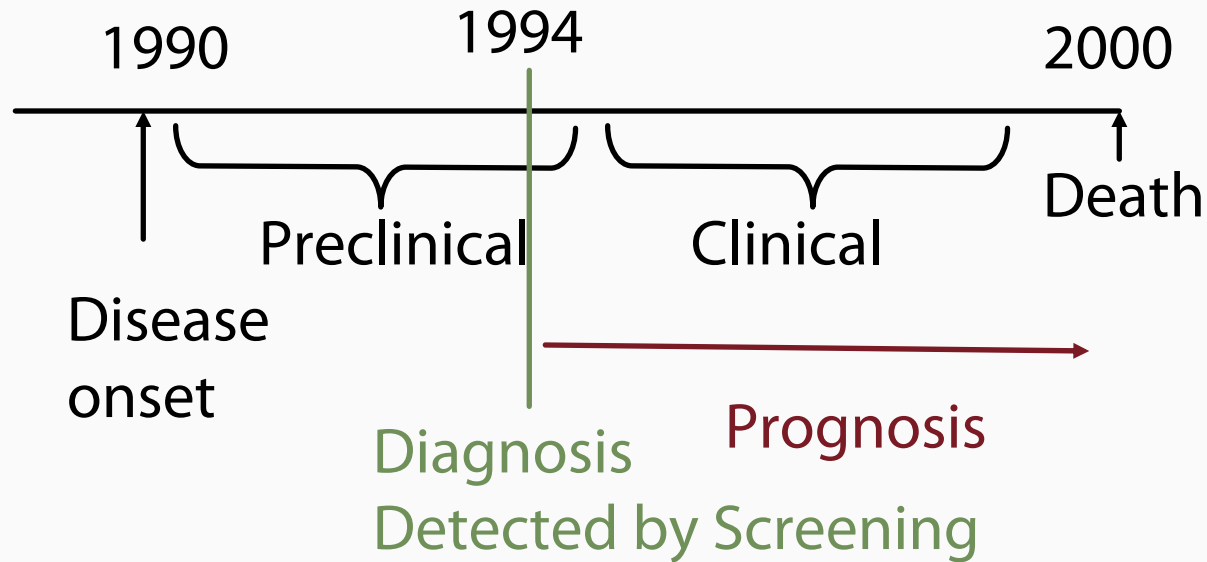 1990
1994
2000
Preclinical
Clinical
Death
Disease
onset
Prognosis
Diagnosis
Detected by Screening